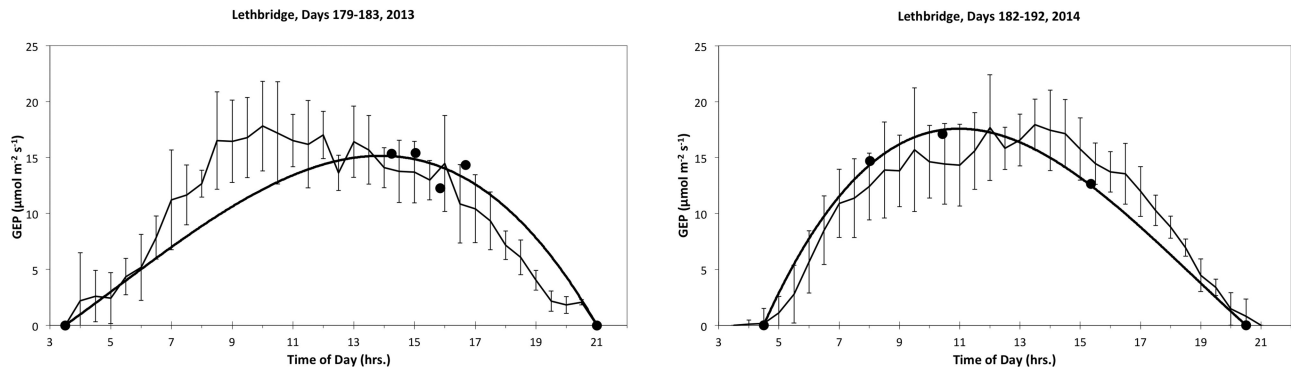 Lethbridge, Days 179-183, 2013
25
20
15
10
5
0
GEP (µmol m⁻² s⁻¹)
3 5 7 9 11 13 15 17 19 21
Time of Day (hrs.)
Lethbridge, Days 182-192, 2014
25
20
15
10
5
0
GEP (µmol m⁻² s⁻¹)
3 5 7 9 11 13 15 17 19 21
Time of Day (hrs.)